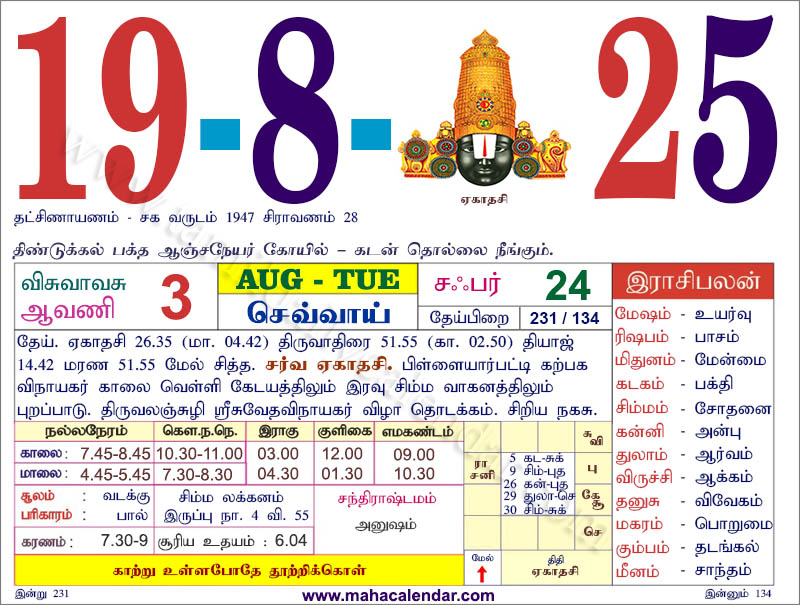 19-8- 25
ஏகாதசி
தட்சிணாயணம் - சக வருடம் 1947 சிராவணம் 28
திண்டுக்கல் பக்த ஆஞ்சநேயர் கோயில் – கடன் தொல்லை நீங்கும்.
விசுவாவசு
ஆவணி 3
AUG - TUE
செவ்வாய்
சஃபர் 24
தேய்பிறை 231 / 134
தேய். ஏகாதசி 26.35 (மா. 04.42) திருவாதிரை 51.55 (கா. 02.50) தியாஜ்
14.42 மரண 51.55 மேல் சித்த. சர்வ ஏகாதசி. பிள்ளையார்பட்டி கற்பக
விநாயகர் காலை வெள்ளி கேடயத்திலும் இரவு சிம்ம வாகனத்திலும்
புறப்பாடு. திருவலஞ்சுழி ஸ்ரீசுவேதவிநாயகர் விழா தொடக்கம். சிறிய நகசு.
இராசிபலன்
மேஷம் - உயர்வு
ரிஷபம் - பாசம்
மிதுனம் - மேன்மை
கடகம் - பக்தி
சிம்மம் - சோதனை
கன்னி - அன்பு
துலாம் - ஆர்வம்
விருச்சி - ஆக்கம்
தனுசு - விவேகம்
மகரம் - பொறுமை
கும்பம் - தடங்கல்
மீனம் - சாந்தம்
நல்லநேரம் கௌ.ந.நெ. இராகு குளிகை எமகண்டம்
காலை: 7.45-8.45 10.30-11.00 03.00 12.00 09.00
மாலை: 4.45-5.45 7.30-8.30 04.30 01.30 10.30
சூலம் : வடக்கு
பரிகாரம் : பால்
சிம்ம லக்கனம்
இருப்பு நா. 4 வி. 55
சந்திராஷ்டமம்
அனுஷம்
கரணம் : 7.30-9 சூரிய உதயம் : 6.04
சு வி
ரா சனி
5 கட-சுக்
9 சிம்-புத
26 கன்-புத
29 துலா-செ
30 சிம்-சுக்
பு
கே சூ
செ
காற்று உள்ளபோதே தூற்றிக்கொள்
மேல்
திதி
ஏகாதசி
இன்று 231
www.mahacalendar.com
இன்னும் 134